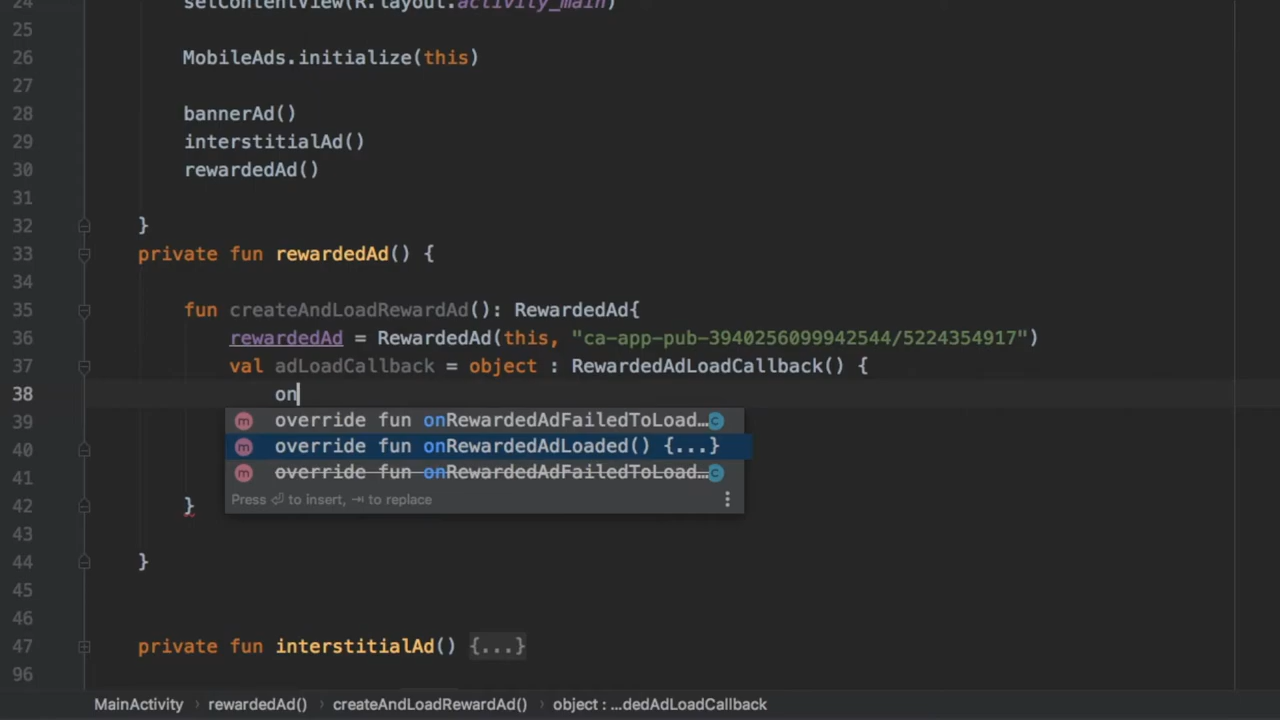 24 setContentView(R.layout.activity_main)
25
26 MobileAds.initialize(this)
27
28 bannerAd()
29 interstitialAd()
30 rewardedAd()
31
32 }
33 private fun rewardedAd() {
34
35 fun createAndLoadRewardAd(): RewardedAd{
36 rewardedAd = RewardedAd(this, "ca-app-pub-3940256099942544/5224354917")
37 val adLoadCallback = object : RewardedAdLoadCallback() {
38 on
39 m override fun onRewardedAdFailedToLoad… c
40 m override fun onRewardedAdLoaded() {...}
41 m override fun onRewardedAdFailedToLoad… c
Press ⏎ to insert, ⇥ to replace
42 }
43
44 }
45
46
47 private fun interstitialAd() {...}
96
MainActivity › rewardedAd() › createAndLoadRewardAd() › object : ...dedAdLoadCallback